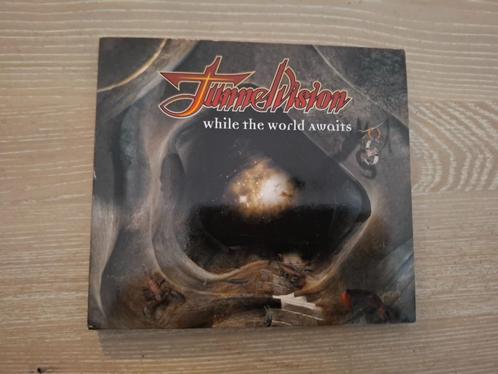 TunnelVision
while the world awaits